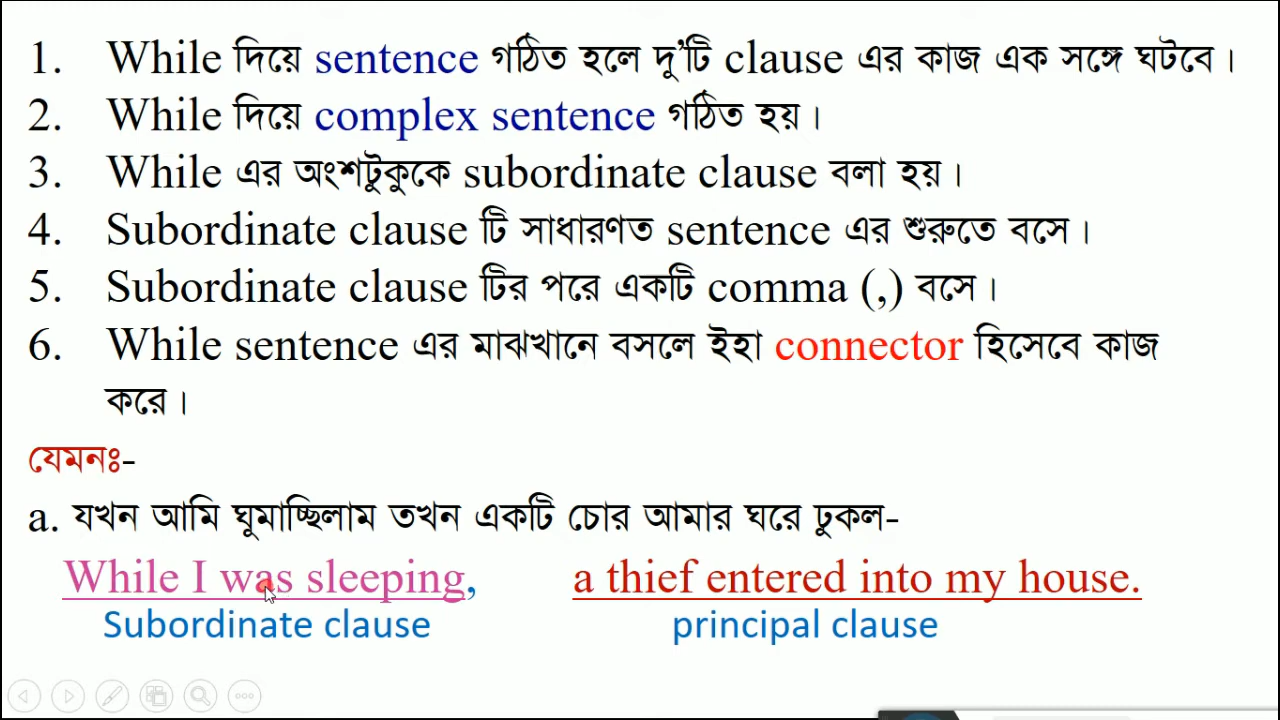 1. While দিয়ে sentence গঠিত হলে দু'টি clause এর কাজ এক সঙ্গে ঘটবে।
2. While দিয়ে complex sentence গঠিত হয়।
3. While এর অংশটুকুকে subordinate clause বলা হয়।
4. Subordinate clause টি সাধারণত sentence এর শুরুতে বসে।
5. Subordinate clause টির পরে একটি comma (,) বসে।
6. While sentence এর মাঝখানে বসলে ইহা connector হিসেবে কাজ
করে।
যেমনঃ-
a. যখন আমি ঘুমাচ্ছিলাম তখন একটি চোর আমার ঘরে ঢুকল-
While I was sleeping, a thief entered into my house.
Subordinate clause principal clause